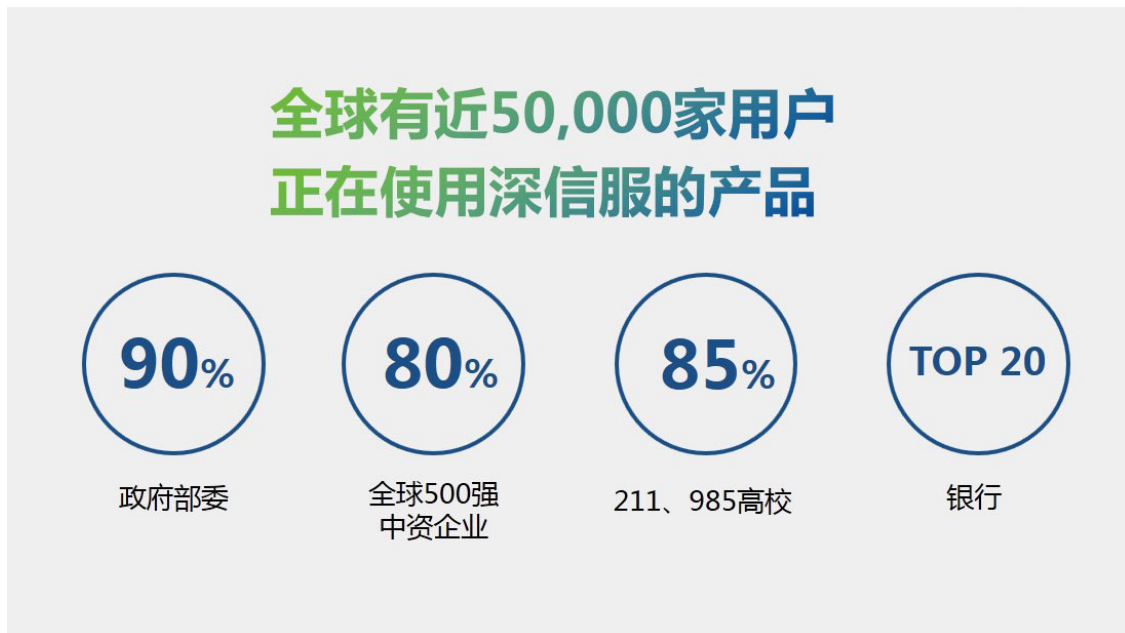 全球有近50,000家用户
正在使用深信服的产品
90%
80%
85%
TOP 20
政府部委
全球500强
中资企业
211、985高校
银行